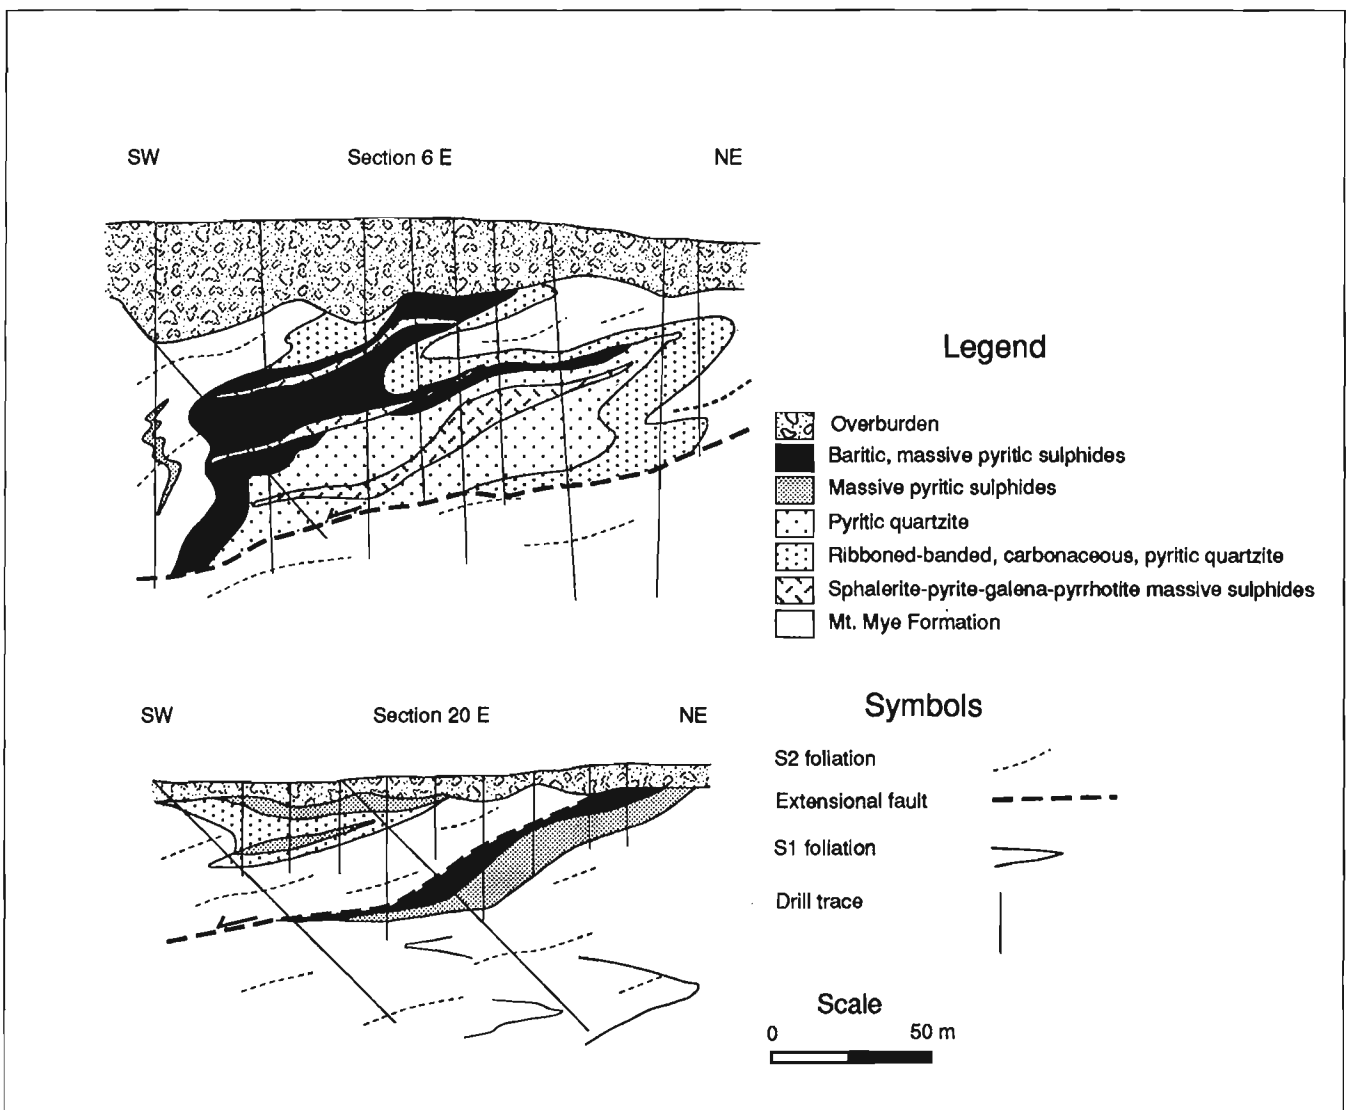 SW Section 6 E NE
Legend
Overburden
Baritic, massive pyritic sulphides
Massive pyritic sulphides
Pyritic quartzite
Ribboned-banded, carbonaceous, pyritic quartzite
Sphalerite-pyrite-galena-pyrrhotite massive sulphides
Mt. Mye Formation
SW Section 20 E NE
Symbols
S2 foliation
Extensional fault
S1 foliation
Drill trace
Scale
0 50 m